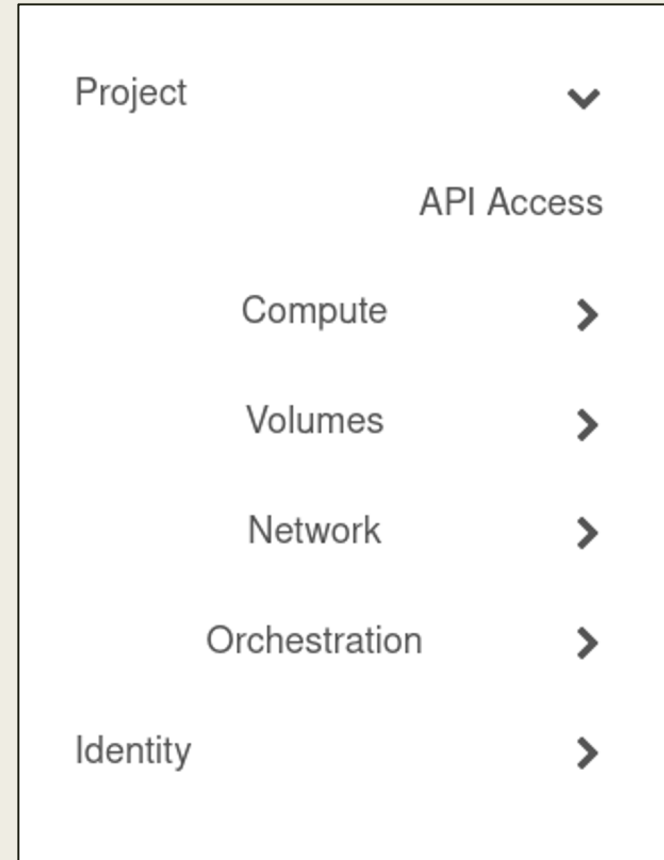 Project
API Access
Compute
Volumes
Network
Orchestration
Identity